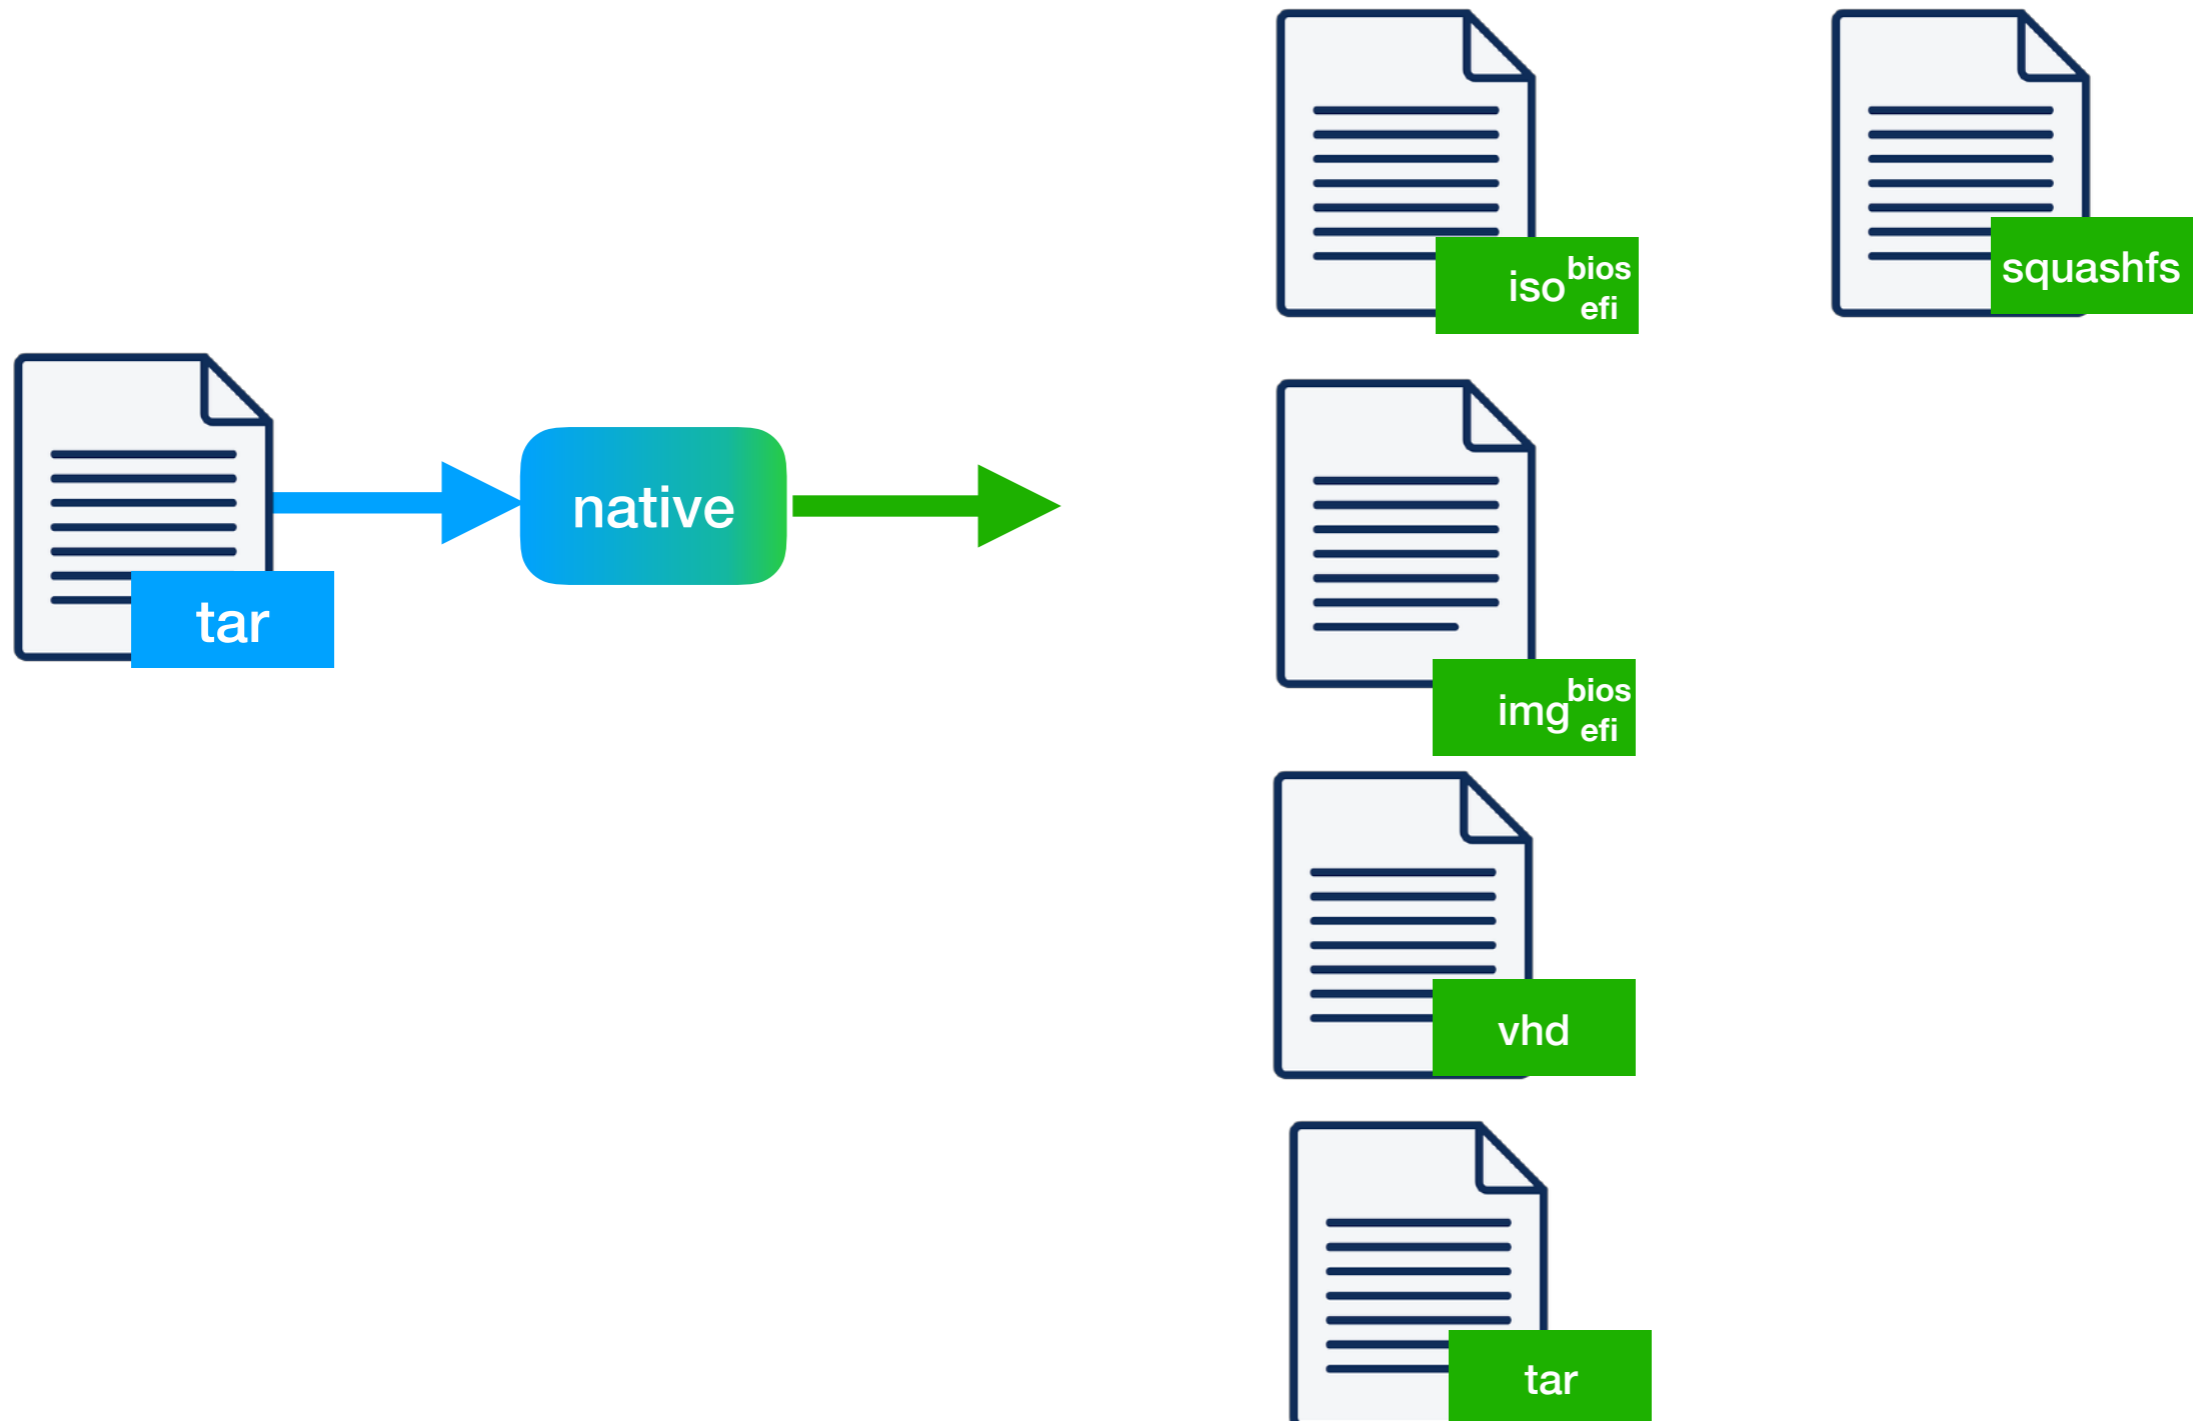 tar
native
iso
bios
efi
squashfs
img
bios
efi
vhd
tar